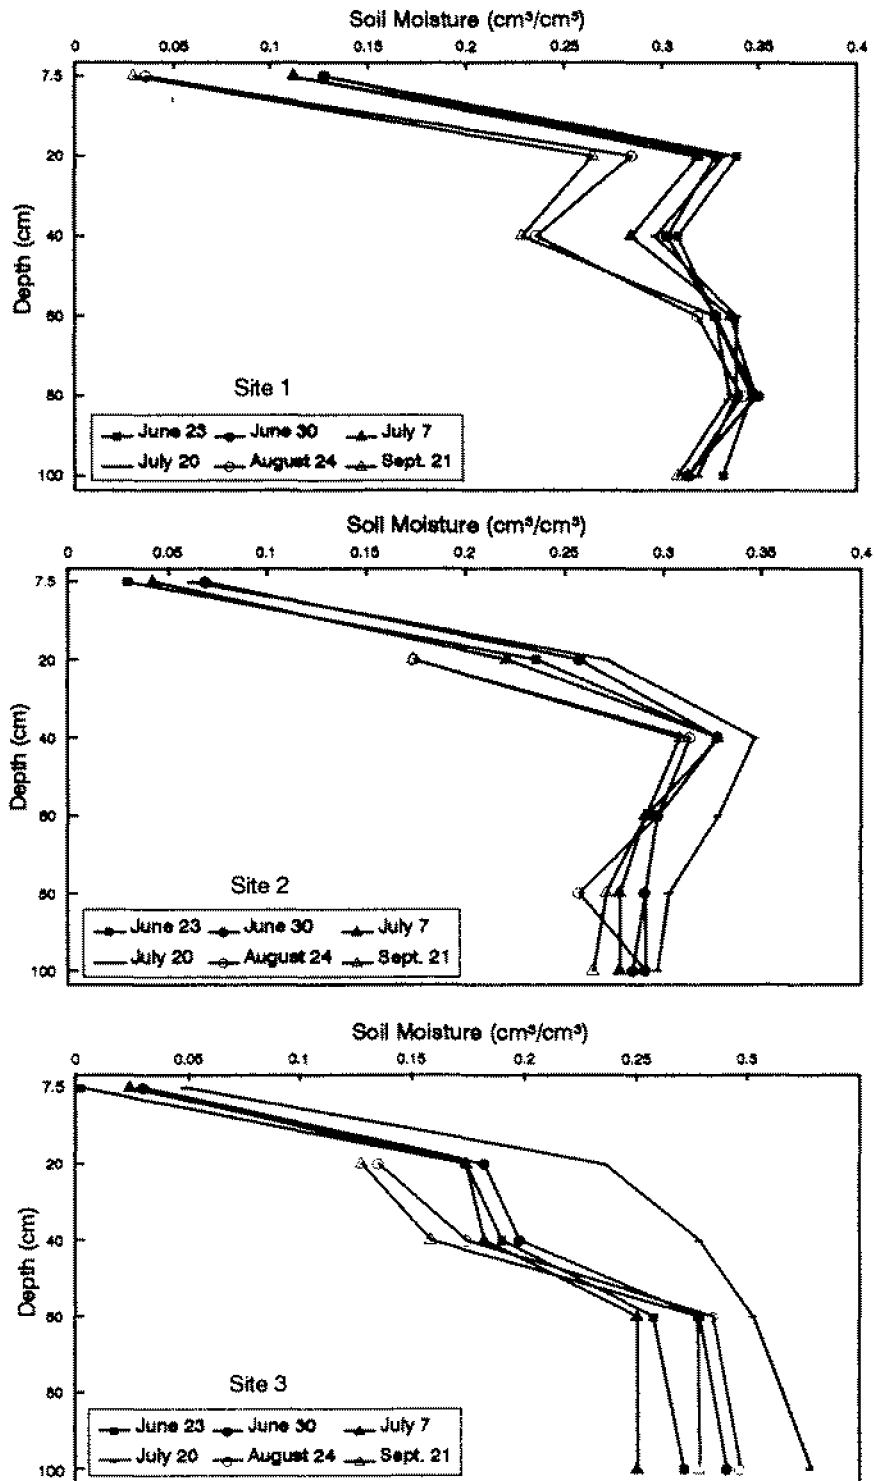 Soil Moisture (cm³/cm³)
0 0.05 0.1 0.15 0.2 0.25 0.3 0.35 0.4
7.5
20
40
60
80
100
Depth (cm)
Site 1
June 23 June 30 July 7
July 20 August 24 Sept. 21
Soil Moisture (cm³/cm³)
0 0.05 0.1 0.15 0.2 0.25 0.3 0.35 0.4
7.5
20
40
60
80
100
Depth (cm)
Site 2
June 23 June 30 July 7
July 20 August 24 Sept. 21
Soil Moisture (cm³/cm³)
0 0.05 0.1 0.15 0.2 0.25 0.3
7.5
20
40
60
80
100
Depth (cm)
Site 3
June 23 June 30 July 7
July 20 August 24 Sept. 21